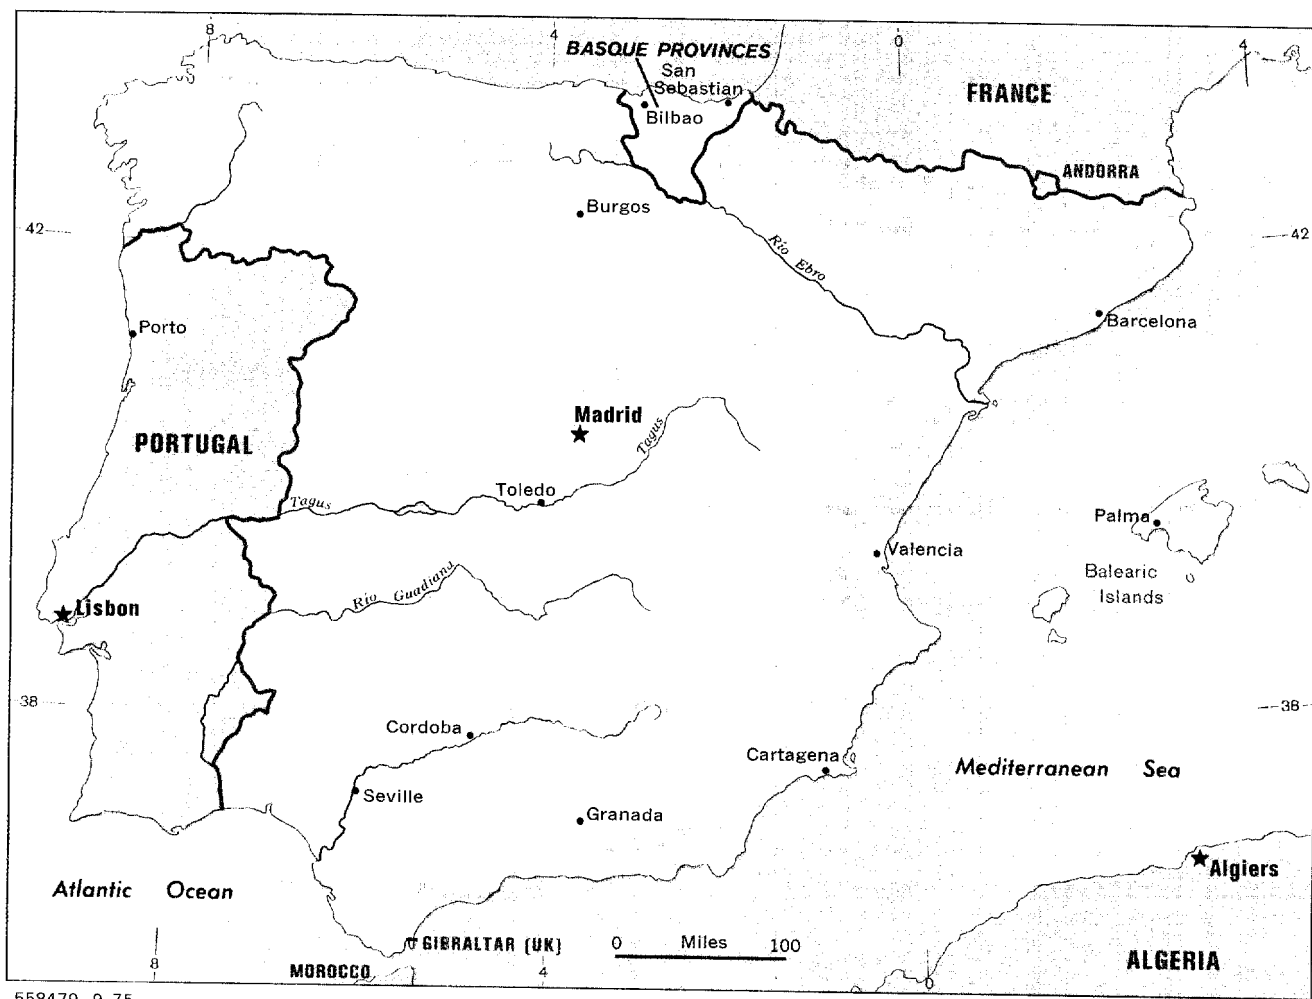 8
4
0
4
BASQUE PROVINCES
San
Sebastian
Bilbao
FRANCE
ANDORRA
Burgos
42
42
Rio Ebro
Porto
Barcelona
Madrid
Tagus
PORTUGAL
Toledo
Tagus
Palma
Valencia
Balearic
Islands
Rio Guadiana
Lisbon
38
38
Cordoba
Cartagena
Mediterranean Sea
Seville
Granada
Algiers
Atlantic Ocean
GIBRALTAR (UK)
0 Miles 100
ALGERIA
MOROCCO
8
4
0
558479 9-75